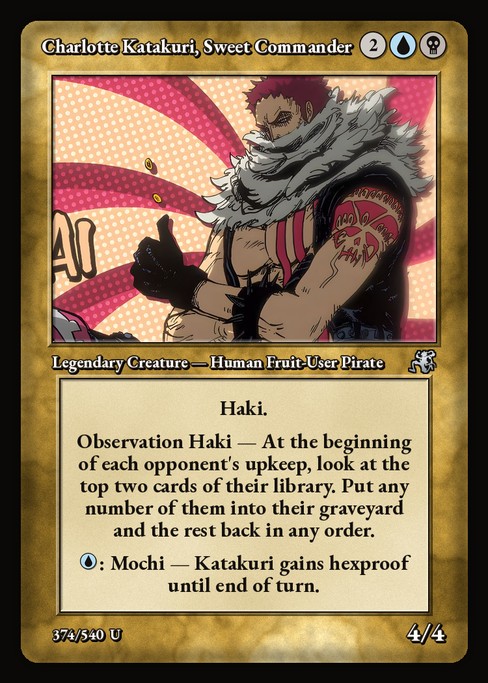 Charlotte Katakuri, Sweet Commander 2
AI
Legendary Creature — Human Fruit-User Pirate
Haki.
Observation Haki — At the beginning
of each opponent's upkeep, look at the
top two cards of their library. Put any
number of them into their graveyard
and the rest back in any order.
: Mochi — Katakuri gains hexproof
until end of turn.
374/540 U
4/4